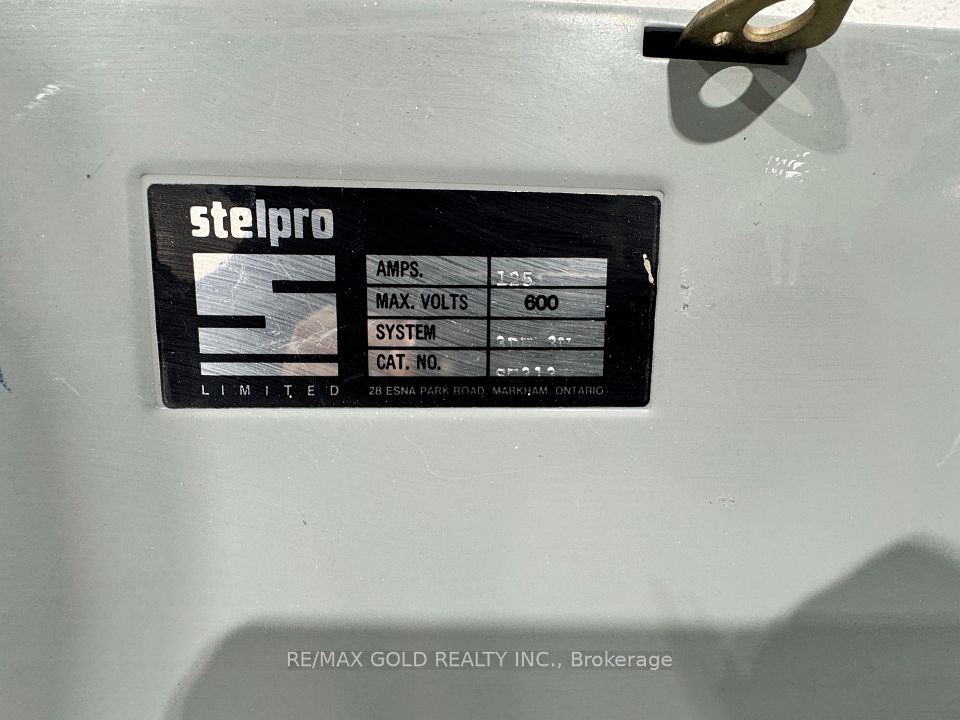 stelpro
AMPS. 125
MAX. VOLTS 600
SYSTEM
CAT. NO.
LIMITED
28 ESNA PARK ROAD, MARKHAM, ONTARIO
RE/MAX GOLD REALTY INC., Brokerage